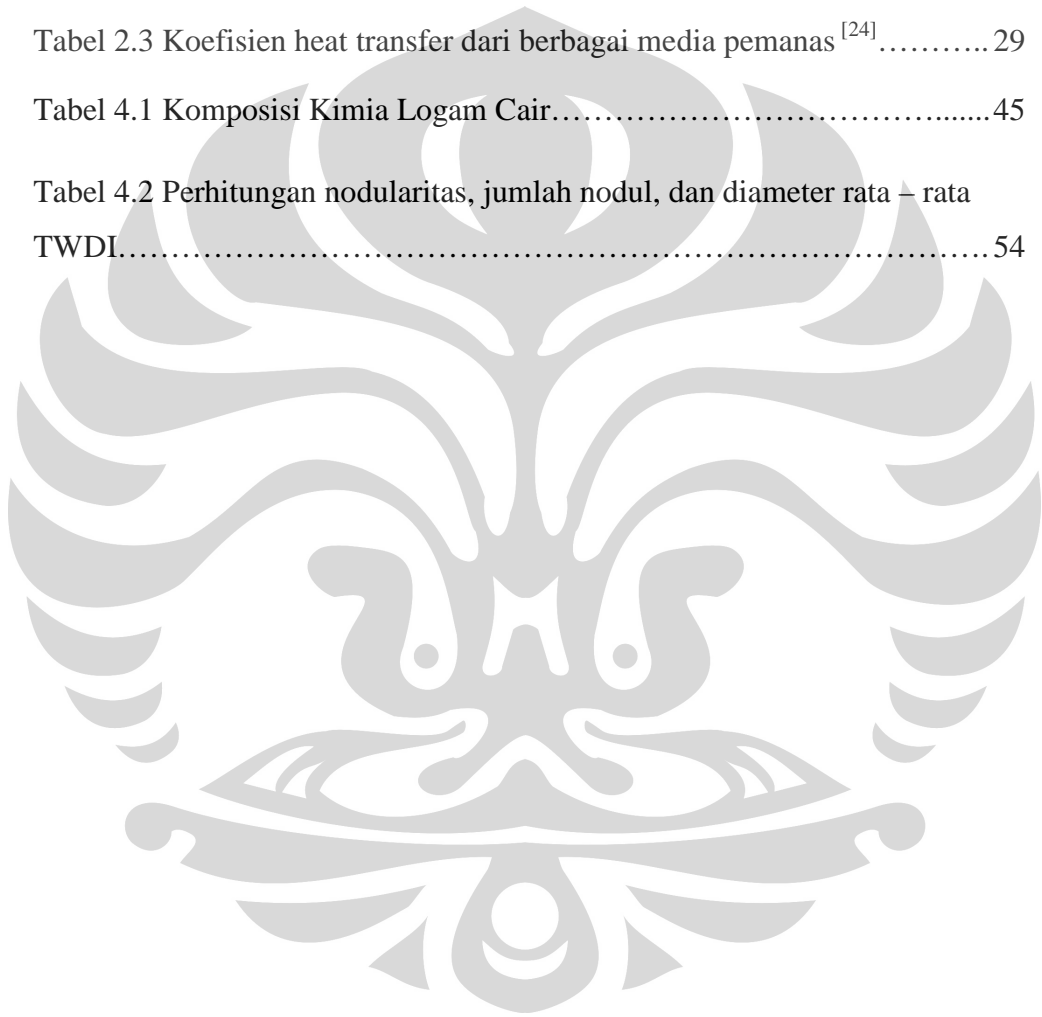 Tabel 2.3 Koefisien heat transfer dari berbagai media pemanas [24]……….. 29
Tabel 4.1 Komposisi Kimia Logam Cair…………………………………....... 45
Tabel 4.2 Perhitungan nodularitas, jumlah nodul, dan diameter rata – rata
TWDI…………………………………………………………………………. 54